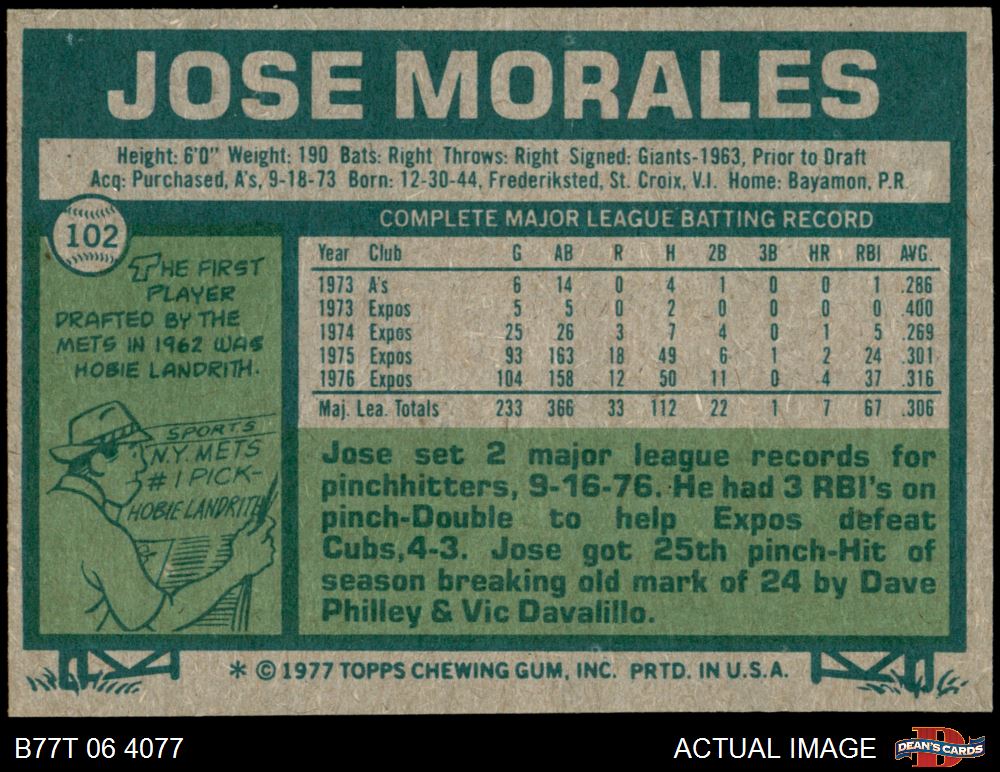 JOSE MORALES
Height: 6'0" Weight: 190 Bats: Right Throws: Right Signed: Giants-1963, Prior to Draft
Acq: Purchased, A's, 9-18-73 Born: 12-30-44, Frederiksted, St. Croix, V.I. Home: Bayamon, P.R.
102
THE FIRST
PLAYER
DRAFTED BY THE
METS IN 1962 WAS
HOBIE LANDRITH.
SPORTS
N.Y. METS
#1 PICK-
HOBIE LANDRITH
COMPLETE MAJOR LEAGUE BATTING RECORD
Year Club G AB R H 2B 3B HR RBI AVG.
1973 A's 6 14 0 4 1 0 0 1 .286
1973 Expos 5 5 0 2 0 0 0 0 .400
1974 Expos 25 26 3 7 4 0 1 5 .269
1975 Expos 93 163 18 49 6 1 2 24 .301
1976 Expos 104 158 12 50 11 0 4 37 .316
Maj. Lea. Totals 233 366 33 112 22 1 7 67 .306
Jose set 2 major league records for
pinchhitters, 9-16-76. He had 3 RBI's on
pinch-Double to help Expos defeat
Cubs,4-3. Jose got 25th pinch-Hit of
season breaking old mark of 24 by Dave
Philley & Vic Davalillo.
* © 1977 TOPPS CHEWING GUM, INC. PRTD. IN U.S.A.
B77T 06 4077
ACTUAL IMAGE
D
DEAN'S CARDS